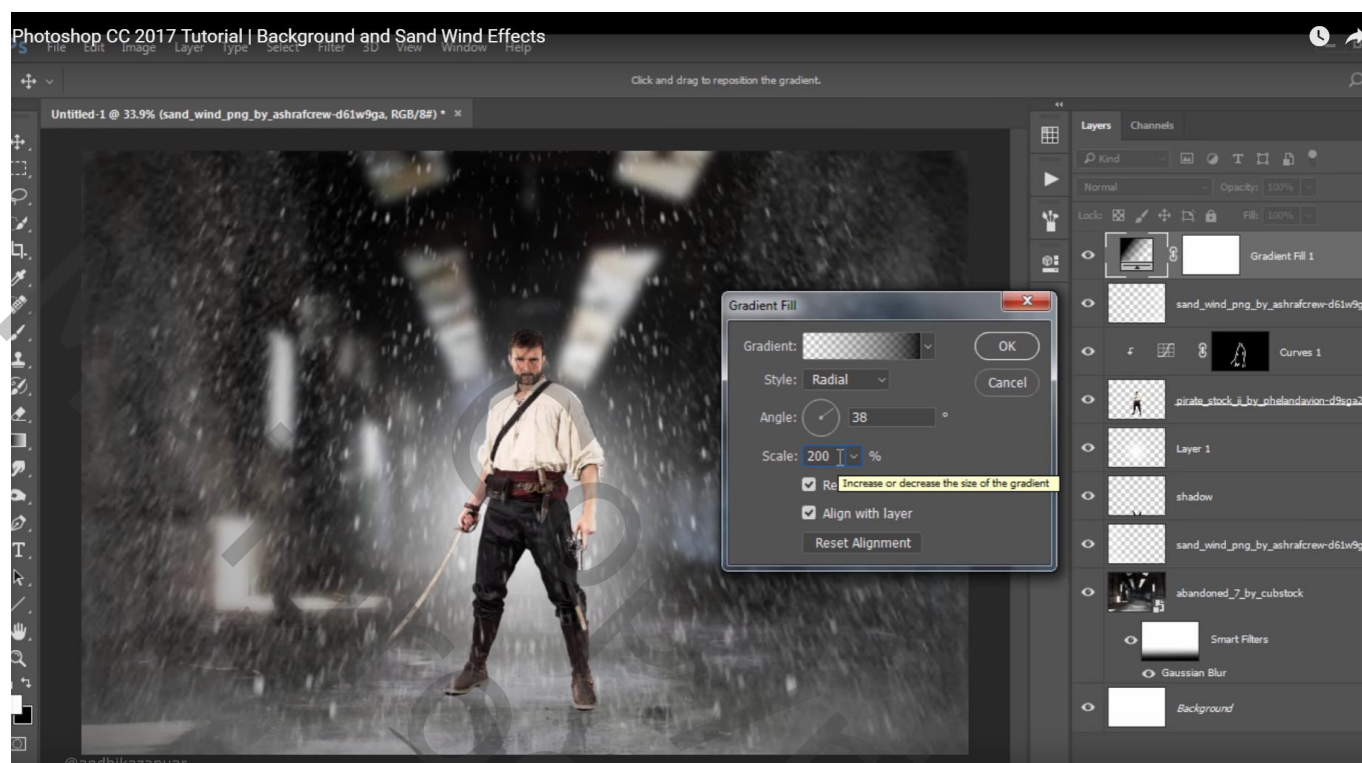 Photoshop CC 2017 Tutorial | Background and Sand Wind Effects
File Edit Image Layer Type Select Filter 3D View Window Help
Click and drag to reposition the gradient.
Untitled-1 @ 33.9% (sand_wind_png_by_ashrafcrew-d61w9ga, RGB/8#) * ×
Layers Channels
Kind
Normal Opacity: 100%
Lock: Fill: 100%
Gradient Fill 1
sand_wind_png_by_ashrafcrew-d61w9g
Curves 1
pirate_stock_ii_by_phelandavion-d9sga2
Layer 1
shadow
sand_wind_png_by_ashrafcrew-d61w9g
abandoned_7_by_cubstock
Smart Filters
Gaussian Blur
Background
Gradient Fill
Gradient: OK
Style: Radial Cancel
Angle: 38 °
Scale: 200 %
Re Increase or decrease the size of the gradient
Align with layer
Reset Alignment
@andhikazanuar